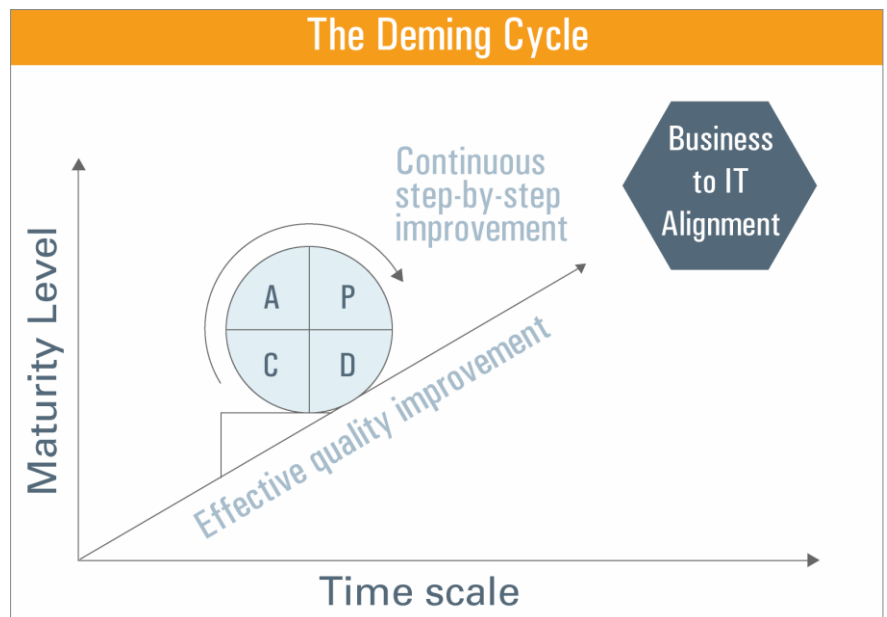 The Deming Cycle
Continuous
step-by-step
improvement
Business
to IT
Alignment
Maturity Level
A
P
C
D
Effective quality improvement
Time scale